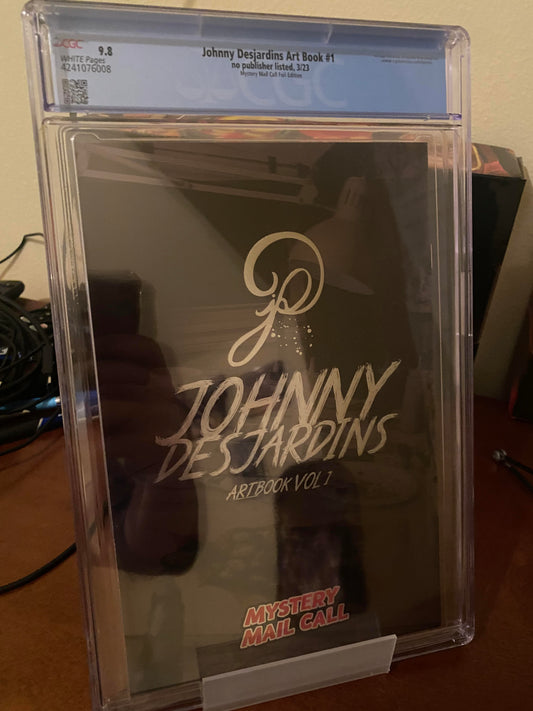 CGC 9.8
WHITE Pages
4241076008
Johnny Desjardins Art Book #1
no publisher listed, 3/23
Mystery Mail Call Foil Edition
JOHNNY
DESJARDINS
ARTBOOK VOL 1
MYSTERY
MAIL CALL